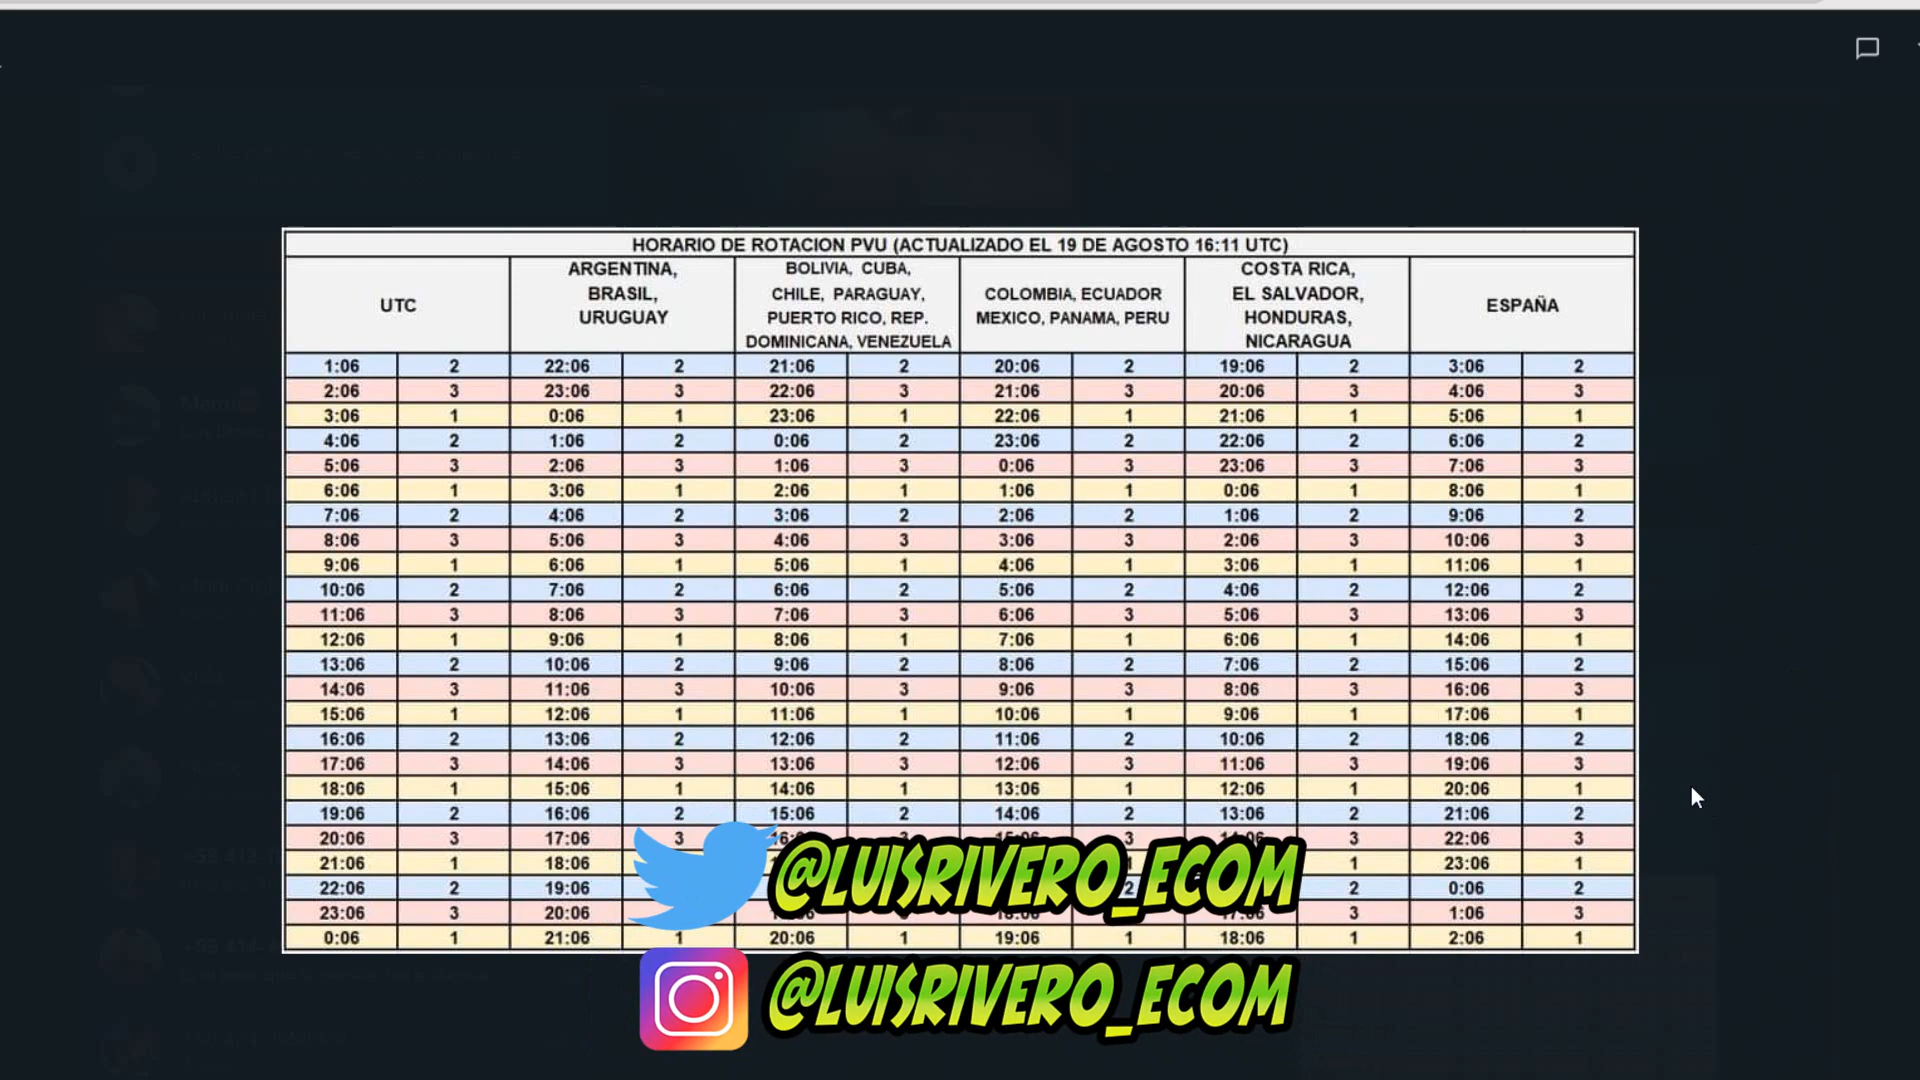 HORARIO DE ROTACION PVU (ACTUALIZADO EL 19 DE AGOSTO 16:11 UTC)
UTC
ARGENTINA,
BRASIL,
URUGUAY
BOLIVIA, CUBA,
CHILE, PARAGUAY,
PUERTO RICO, REP.
DOMINICANA, VENEZUELA
COLOMBIA, ECUADOR
MEXICO, PANAMA, PERU
COSTA RICA,
EL SALVADOR,
HONDURAS,
NICARAGUA
ESPAÑA
1:06 2 22:06 2 21:06 2 20:06 2 19:06 2 3:06 2
2:06 3 23:06 3 22:06 3 21:06 3 20:06 3 4:06 3
3:06 1 0:06 1 23:06 1 22:06 1 21:06 1 5:06 1
4:06 2 1:06 2 0:06 2 23:06 2 22:06 2 6:06 2
5:06 3 2:06 3 1:06 3 0:06 3 23:06 3 7:06 3
6:06 1 3:06 1 2:06 1 1:06 1 0:06 1 8:06 1
7:06 2 4:06 2 3:06 2 2:06 2 1:06 2 9:06 2
8:06 3 5:06 3 4:06 3 3:06 3 2:06 3 10:06 3
9:06 1 6:06 1 5:06 1 4:06 1 3:06 1 11:06 1
10:06 2 7:06 2 6:06 2 5:06 2 4:06 2 12:06 2
11:06 3 8:06 3 7:06 3 6:06 3 5:06 3 13:06 3
12:06 1 9:06 1 8:06 1 7:06 1 6:06 1 14:06 1
13:06 2 10:06 2 9:06 2 8:06 2 7:06 2 15:06 2
14:06 3 11:06 3 10:06 3 9:06 3 8:06 3 16:06 3
15:06 1 12:06 1 11:06 1 10:06 1 9:06 1 17:06 1
16:06 2 13:06 2 12:06 2 11:06 2 10:06 2 18:06 2
17:06 3 14:06 3 13:06 3 12:06 3 11:06 3 19:06 3
18:06 1 15:06 1 14:06 1 13:06 1 12:06 1 20:06 1
19:06 2 16:06 2 15:06 2 14:06 2 13:06 2 21:06 2
20:06 3 17:06 3 3 3 22:06 3
21:06 1 18:06 1 23:06 1
22:06 2 19:06 2 2 0:06 2
23:06 3 20:06 3 1:06 3
0:06 1 21:06 1 20:06 1 19:06 1 18:06 1 2:06 1
@LUISRIVERO_ECOM
@LUISRIVERO_ECOM